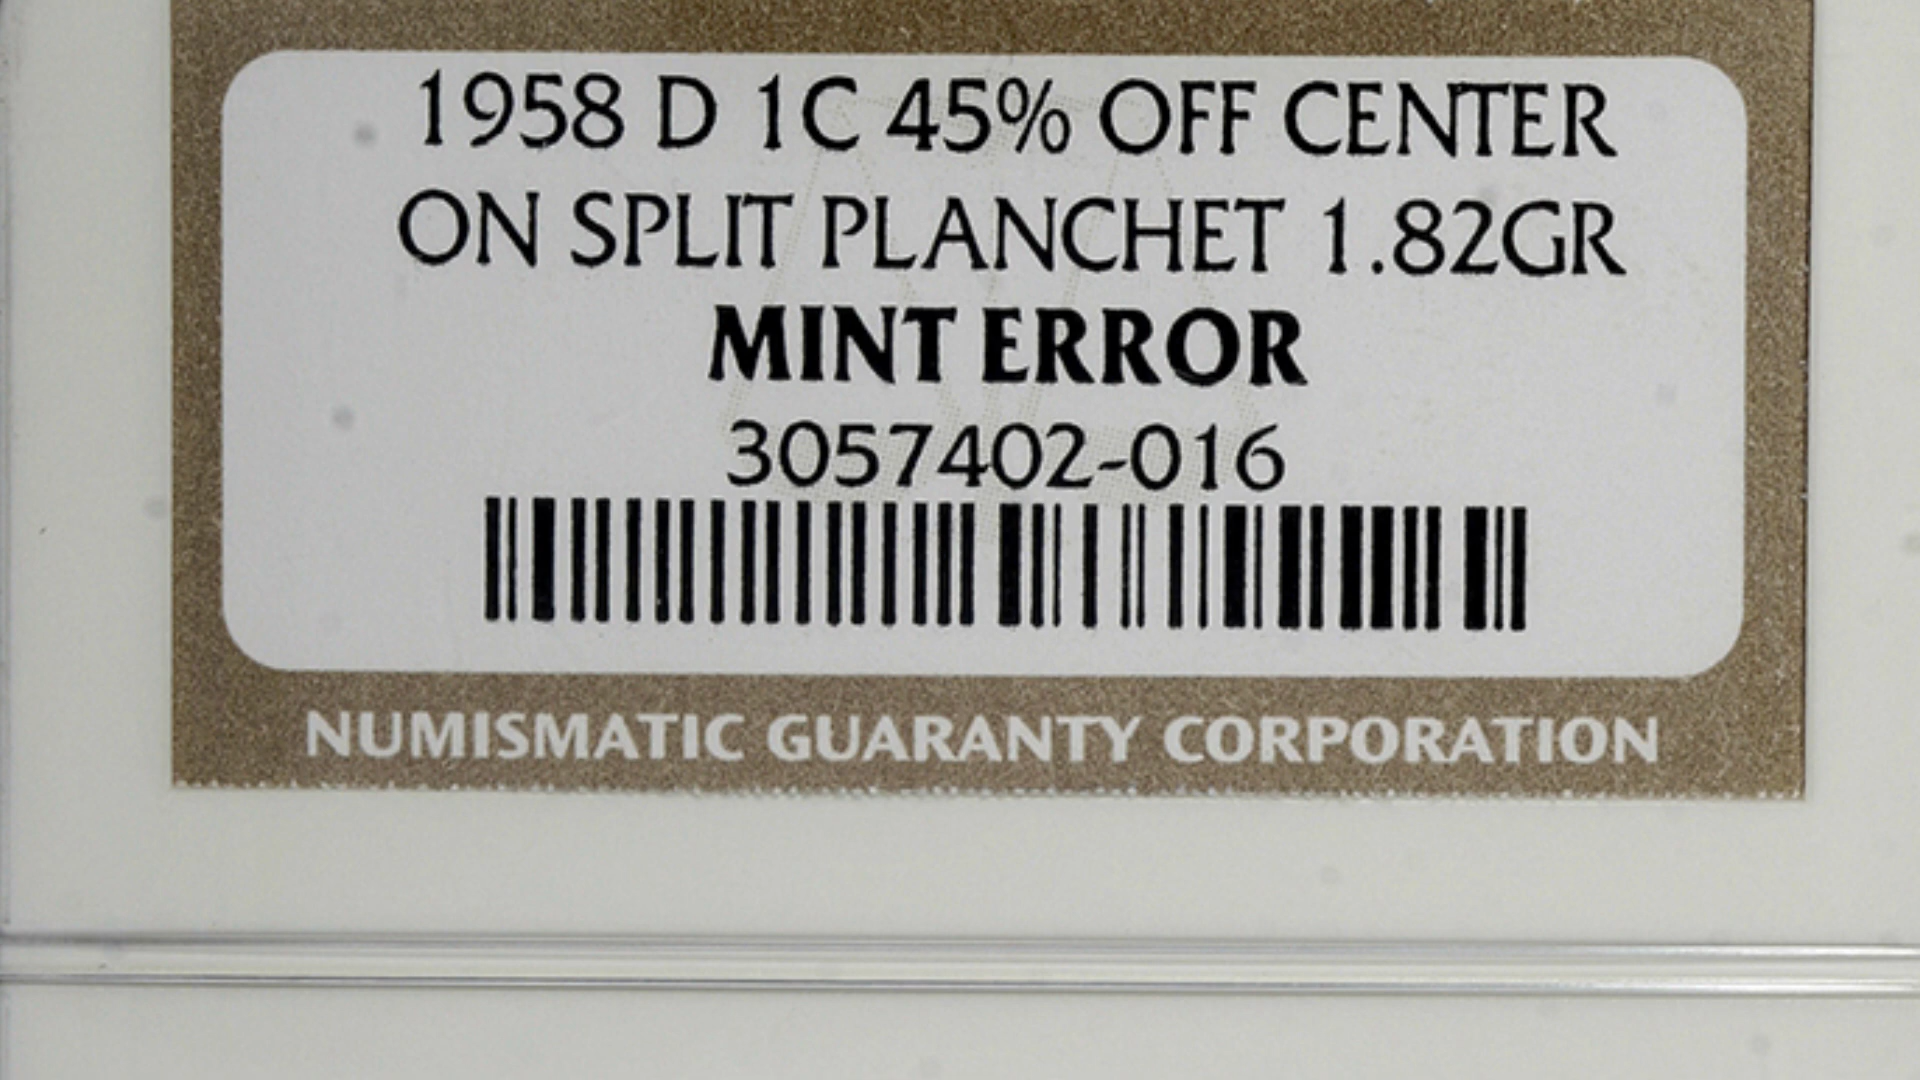 1958 D 1C 45% OFF CENTER
ON SPLIT PLANCHET 1.82GR
MINT ERROR
3057402-016
NUMISMATIC GUARANTY CORPORATION